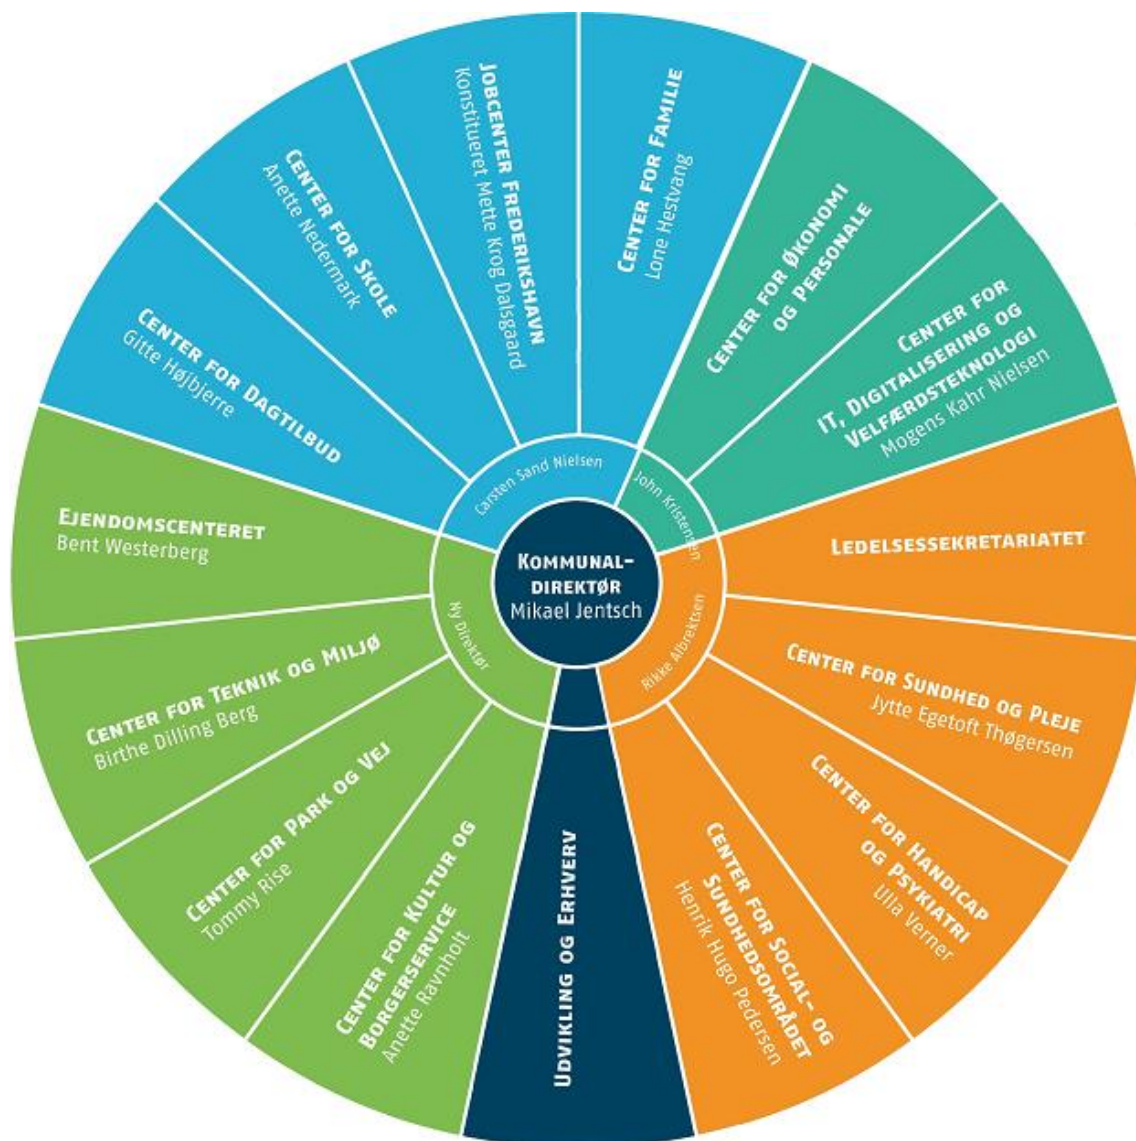 Kommunal-
direktør
Mikael Jentsch
Carsten Sand Nielsen
John Kristensen
Rikke Albrektsen
Ny Direktør
Center for Dagtilbud
Gitte Højbjerre
Center for Skole
Anette Nedermark
Jobcenter Frederikshavn
Konstitueret Mette Krog Dalsgaard
Center for Familie
Lone Hestvang
Center for Økonomi
og Personale
Center for
IT, Digitalisering og
Velfærdsteknologi
Mogens Kahr Nielsen
Ledelsessekretariatet
Center for Sundhed og Pleje
Jytte Egetoft Thøgersen
Center for Handicap
og Psykiatri
Ulla Verner
Center for Social- og
Sundhedsområdet
Henrik Hugo Pedersen
Udvikling og Erhverv
Center for Kultur og
Borgerservice
Anette Ravnholt
Center for Park og Vej
Tommy Rise
Center for Teknik og Miljø
Birthe Dilling Berg
Ejendomscenteret
Bent Westerberg